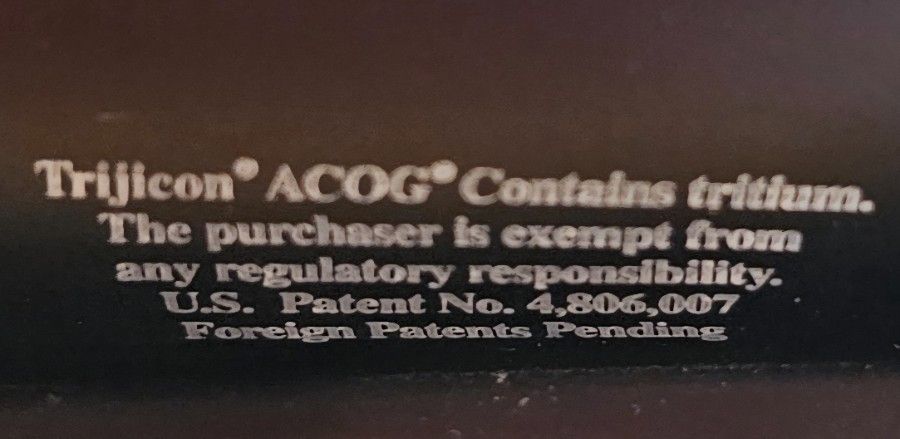 Trijicon® ACOG® Contains tritium.
The purchaser is exempt from
any regulatory responsibility.
U.S. Patent No. 4,806,007
Foreign Patents Pending